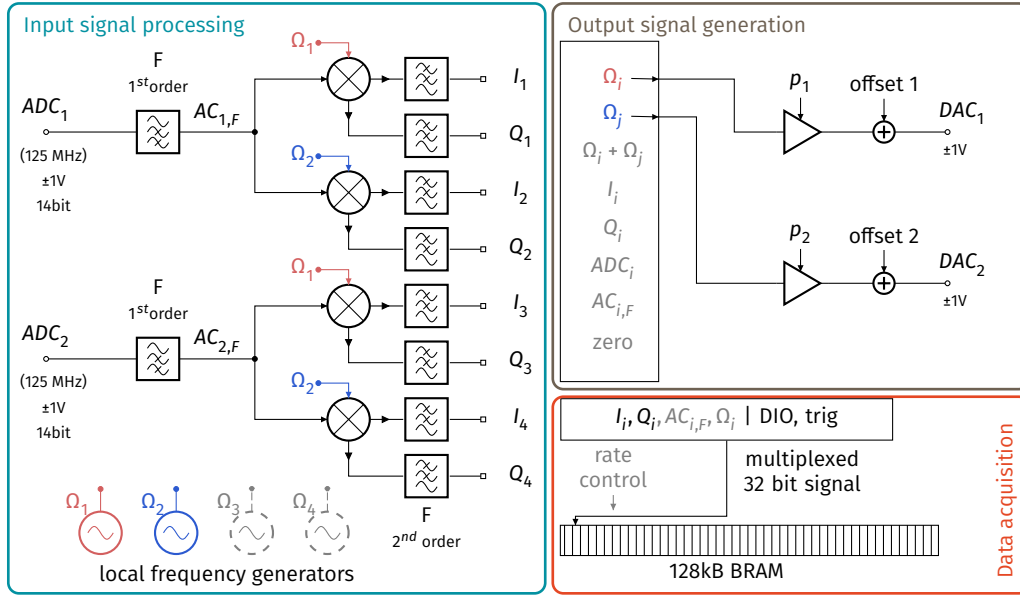 Input signal processing
F
1st order
ADC1
(125 MHz)
±1V
14bit
AC1,F
Ω1
I1
Q1
Ω2
I2
Q2
F
1st order
ADC2
(125 MHz)
±1V
14bit
AC2,F
Ω1
I3
Q3
Ω2
I4
Q4
F
2nd order
Ω1
Ω2
Ω3
Ω4
local frequency generators
Output signal generation
Ωi
Ωj
Ωi + Ωj
Ii
Qi
ADCi
ACi,F
zero
p1
offset 1
DAC1
±1V
p2
offset 2
DAC2
±1V
Ii, Qi, ACi,F, Ωi | DIO, trig
rate
control
multiplexed
32 bit signal
128kB BRAM
Data acquisition